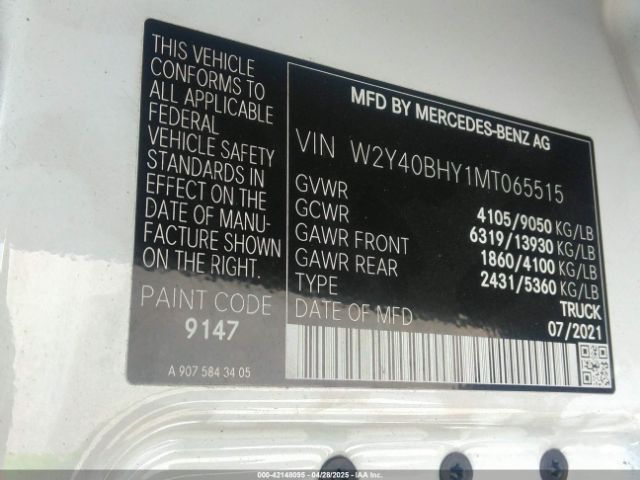 THIS VEHICLE
CONFORMS TO
ALL APPLICABLE
FEDERAL
VEHICLE SAFETY
STANDARDS IN
EFFECT ON THE
DATE OF MANU-
FACTURE SHOWN
ON THE RIGHT.
PAINT CODE
9147
A 907 584 34 05
MFD BY MERCEDES-BENZ AG
VIN W2Y40BHY1MT065515
GVWR 4105/9050 KG/LB
GCWR 6319/13930 KG/LB
GAWR FRONT 1860/4100 KG/LB
GAWR REAR 2431/5360 KG/LB
TYPE TRUCK
DATE OF MFD 07/2021
000-42148095 - 04/28/2025 - IAAI.COM